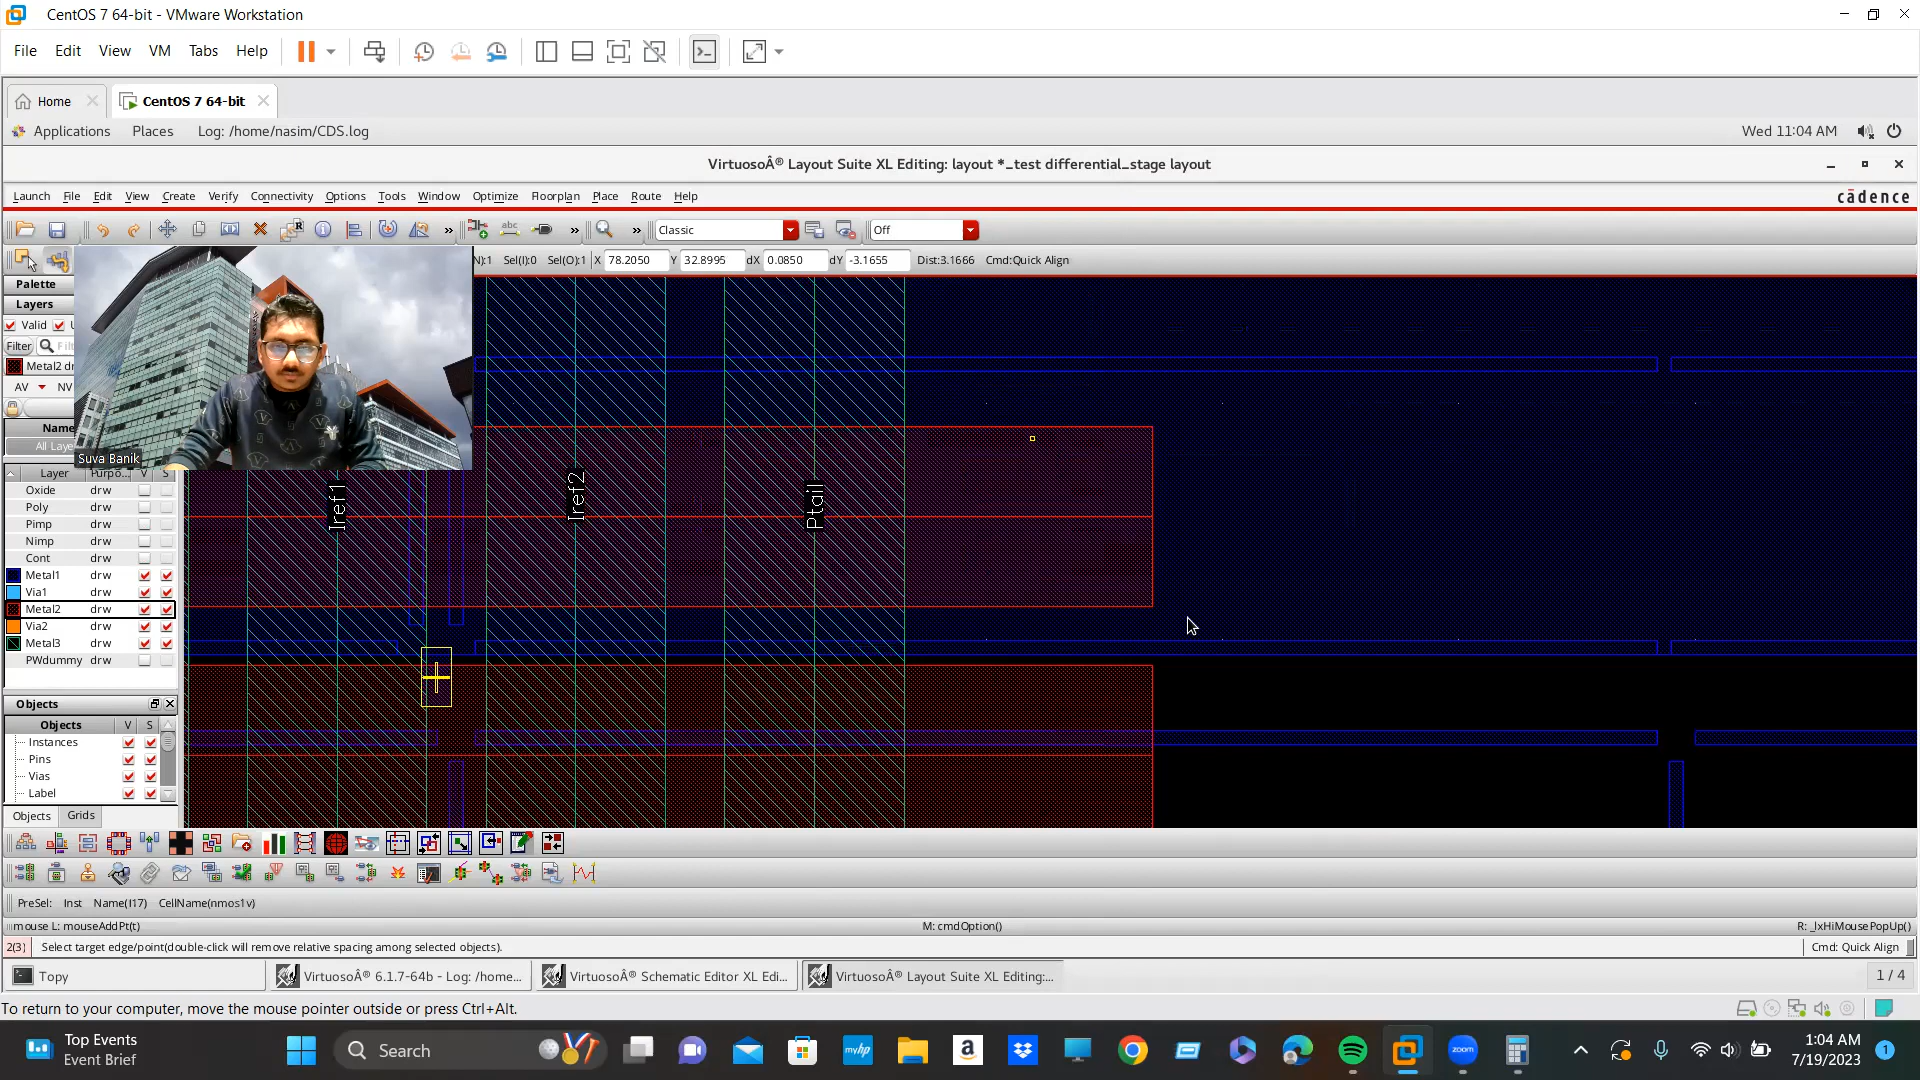 CentOS 7 64-bit - VMware Workstation
File Edit View VM Tabs Help
Home
CentOS 7 64-bit
Applications Places Log: /home/nasim/CDS.log
Wed 11:04 AM
VirtuosoÂ® Layout Suite XL Editing: layout *_test differential_stage layout
Launch File Edit View Create Verify Connectivity Options Tools Window Optimize Floorplan Place Route Help
cādence
Classic
Off
N):1 Sel(I):0 Sel(O):1 X 78.2050 Y 32.8995 dX 0.0850 dY -3.1655 Dist:3.1666 Cmd:Quick Align
Palette
Layers
Valid
Filter
Metal2
AV NV
Name
Suva Banik
Layer Purpo... V S
Oxide drw
Poly drw
Pimp drw
Nimp drw
Cont drw
Metal1 drw
Via1 drw
Metal2 drw
Via2 drw
Metal3 drw
PWdummy drw
Iref1
Iref2
Ptail
Objects
Objects V S
Instances
Pins
Vias
Label
Objects Grids
PreSel: Inst Name(I17) CellName(nmos1v)
mouse L: mouseAddPt(t)
M: cmdOption()
R: _lxHiMousePopUp()
2(3) Select target edge/point(double-click will remove relative spacing among selected objects).
Cmd: Quick Align
Topy
VirtuosoÂ® 6.1.7-64b - Log: /home...
VirtuosoÂ® Schematic Editor XL Edi...
VirtuosoÂ® Layout Suite XL Editing:...
1 / 4
To return to your computer, move the mouse pointer outside or press Ctrl+Alt.
Top Events
Event Brief
Search
myhp
zoom
1:04 AM
7/19/2023
1